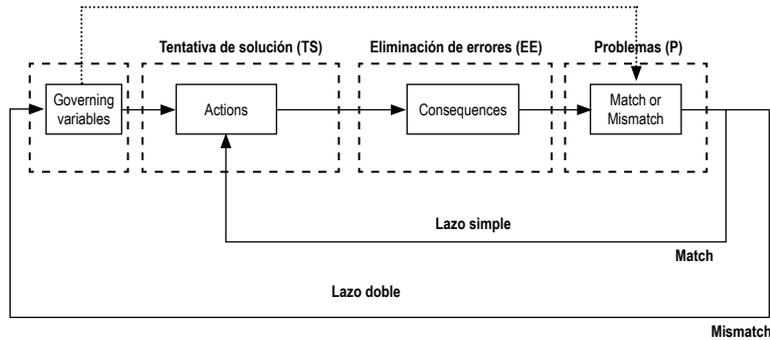 Tentativa de solución (TS)
Eliminación de errores (EE)
Problemas (P)
Governing
variables
Actions
Consequences
Match or
Mismatch
Lazo simple
Match
Lazo doble
Mismatch